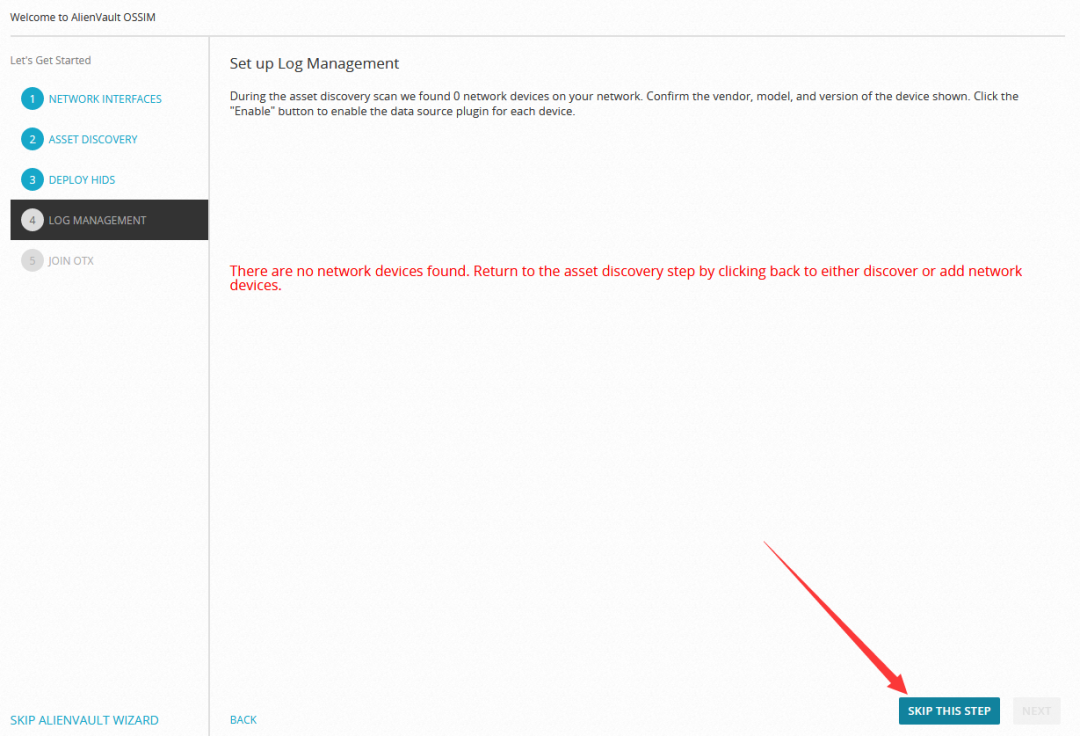 Welcome to AlienVault OSSIM
Let's Get Started
1 NETWORK INTERFACES
2 ASSET DISCOVERY
3 DEPLOY HIDS
4 LOG MANAGEMENT
5 JOIN OTX
SKIP ALIENVAULT WIZARD
Set up Log Management
During the asset discovery scan we found 0 network devices on your network. Confirm the vendor, model, and version of the device shown. Click the
"Enable" button to enable the data source plugin for each device.
There are no network devices found. Return to the asset discovery step by clicking back to either discover or add network
devices.
BACK
SKIP THIS STEP
NEXT